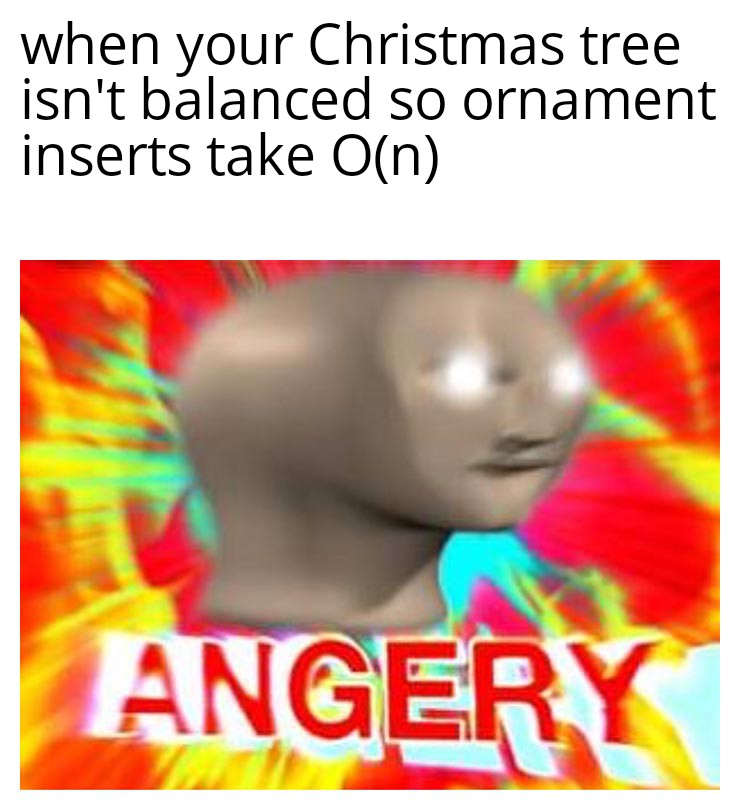 when your Christmas tree
isn't balanced so ornament
inserts take O(n)
ANGERY